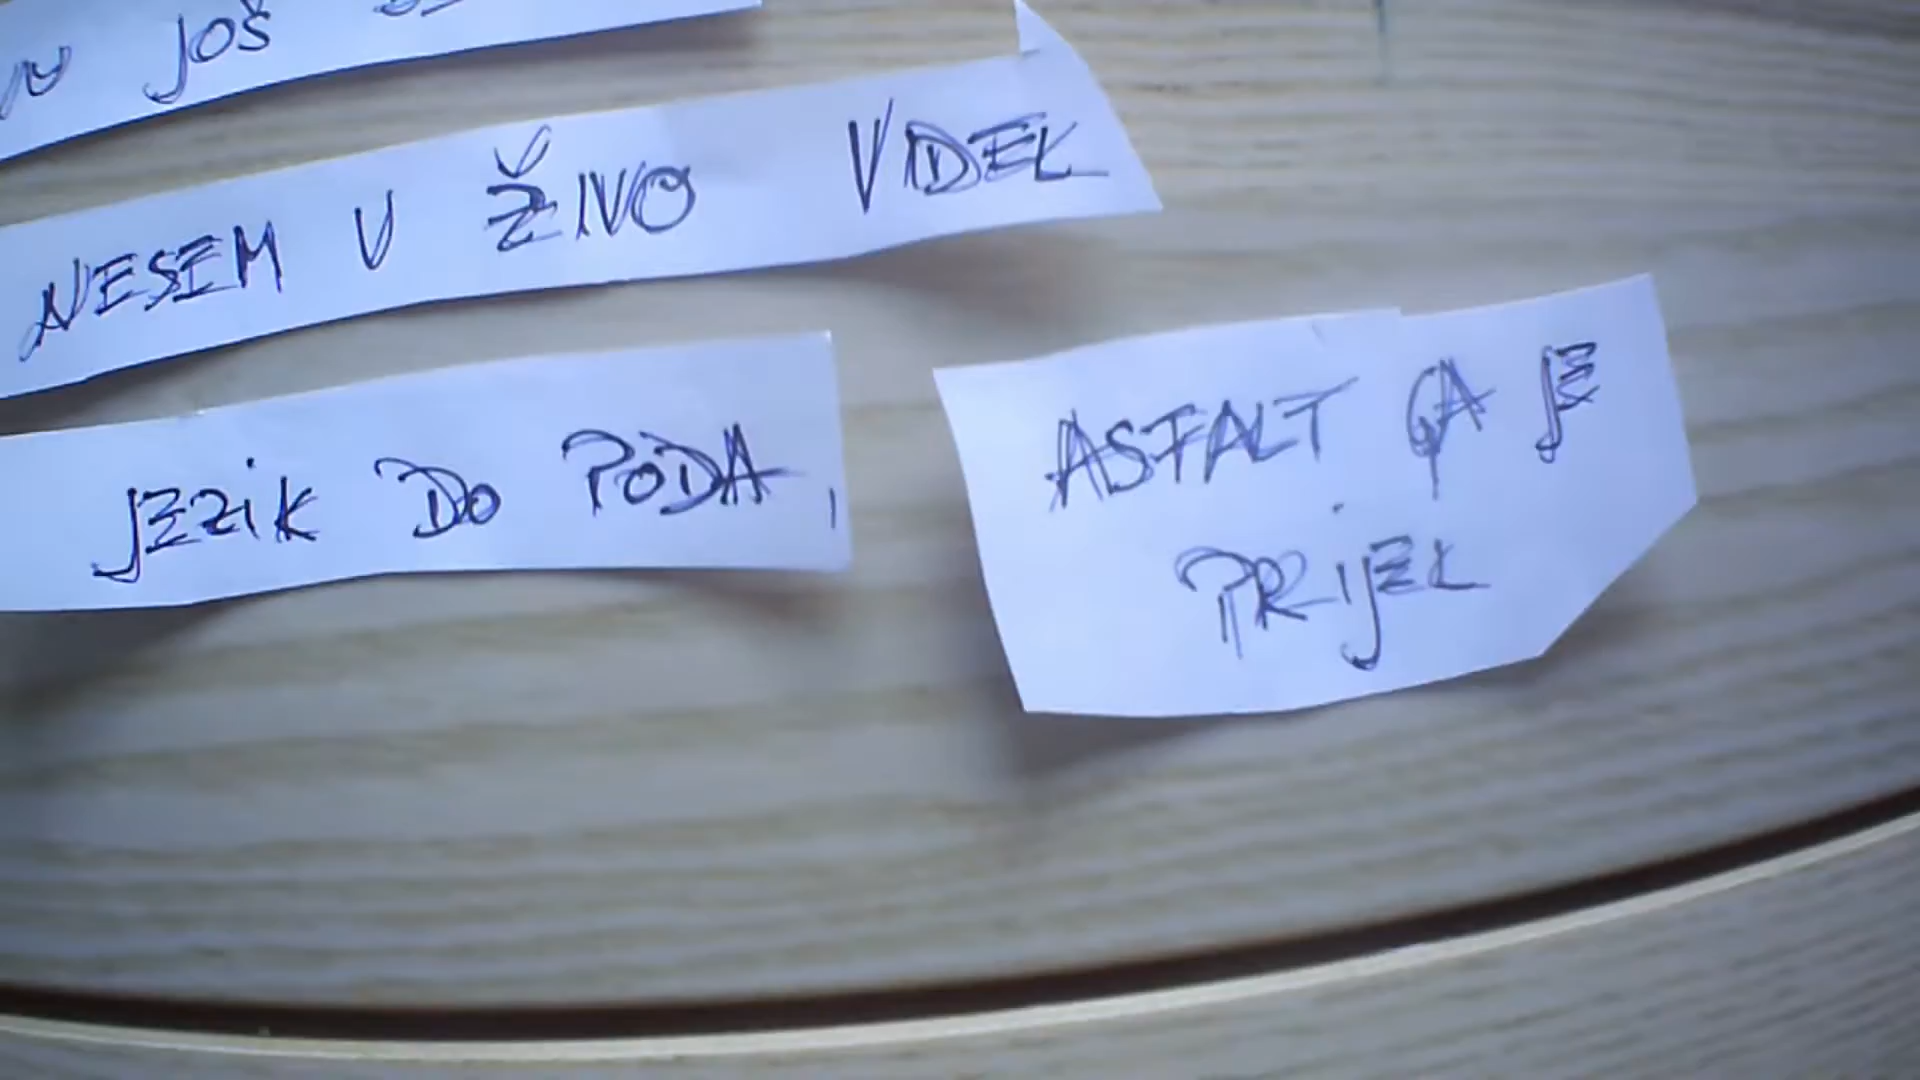 JOŠ
NESEM V ŽIVO VIDEL
JEZIK DO PODA,
ASFALT GA JE
PRIJEL